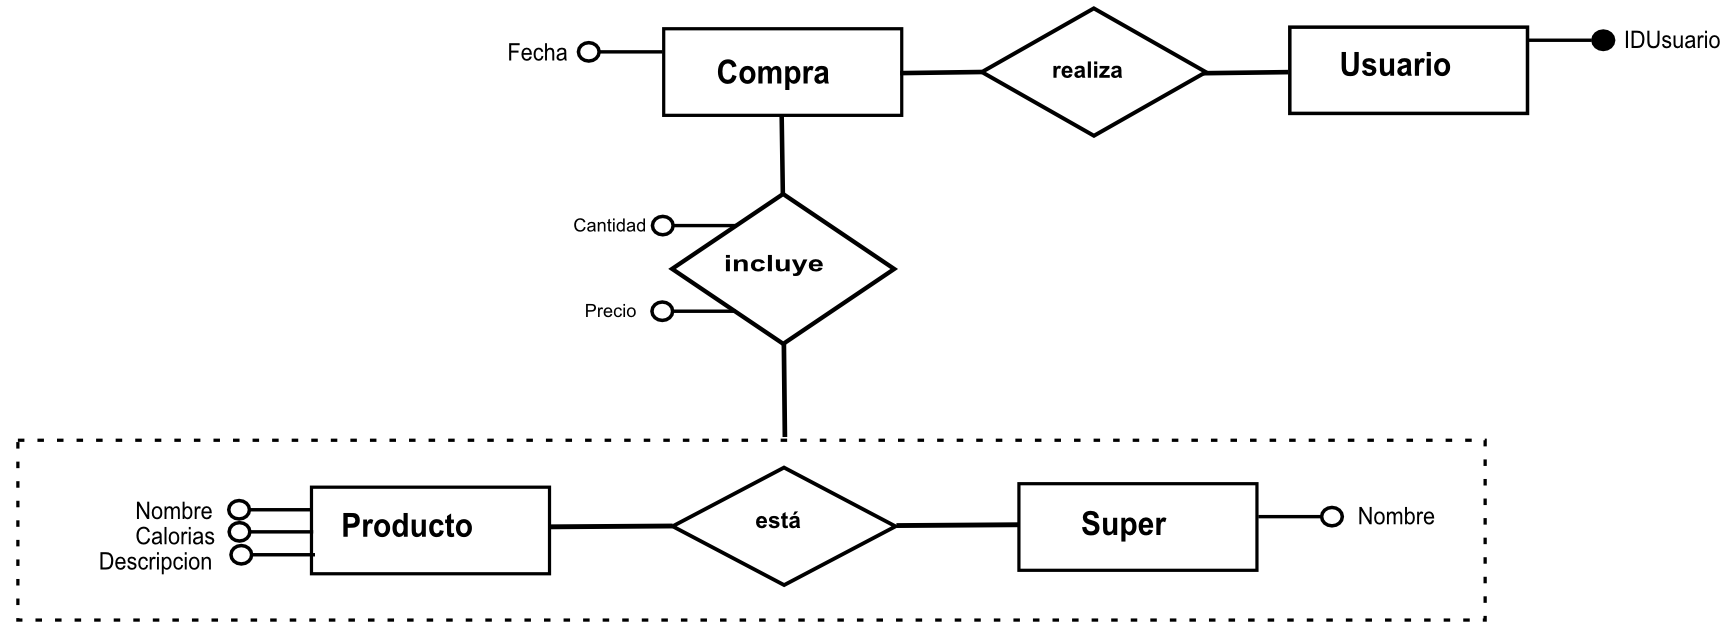 Fecha
Compra
realiza
Usuario
IDUsuario
Cantidad
incluye
Precio
Nombre
Calorias
Descripcion
Producto
está
Super
Nombre